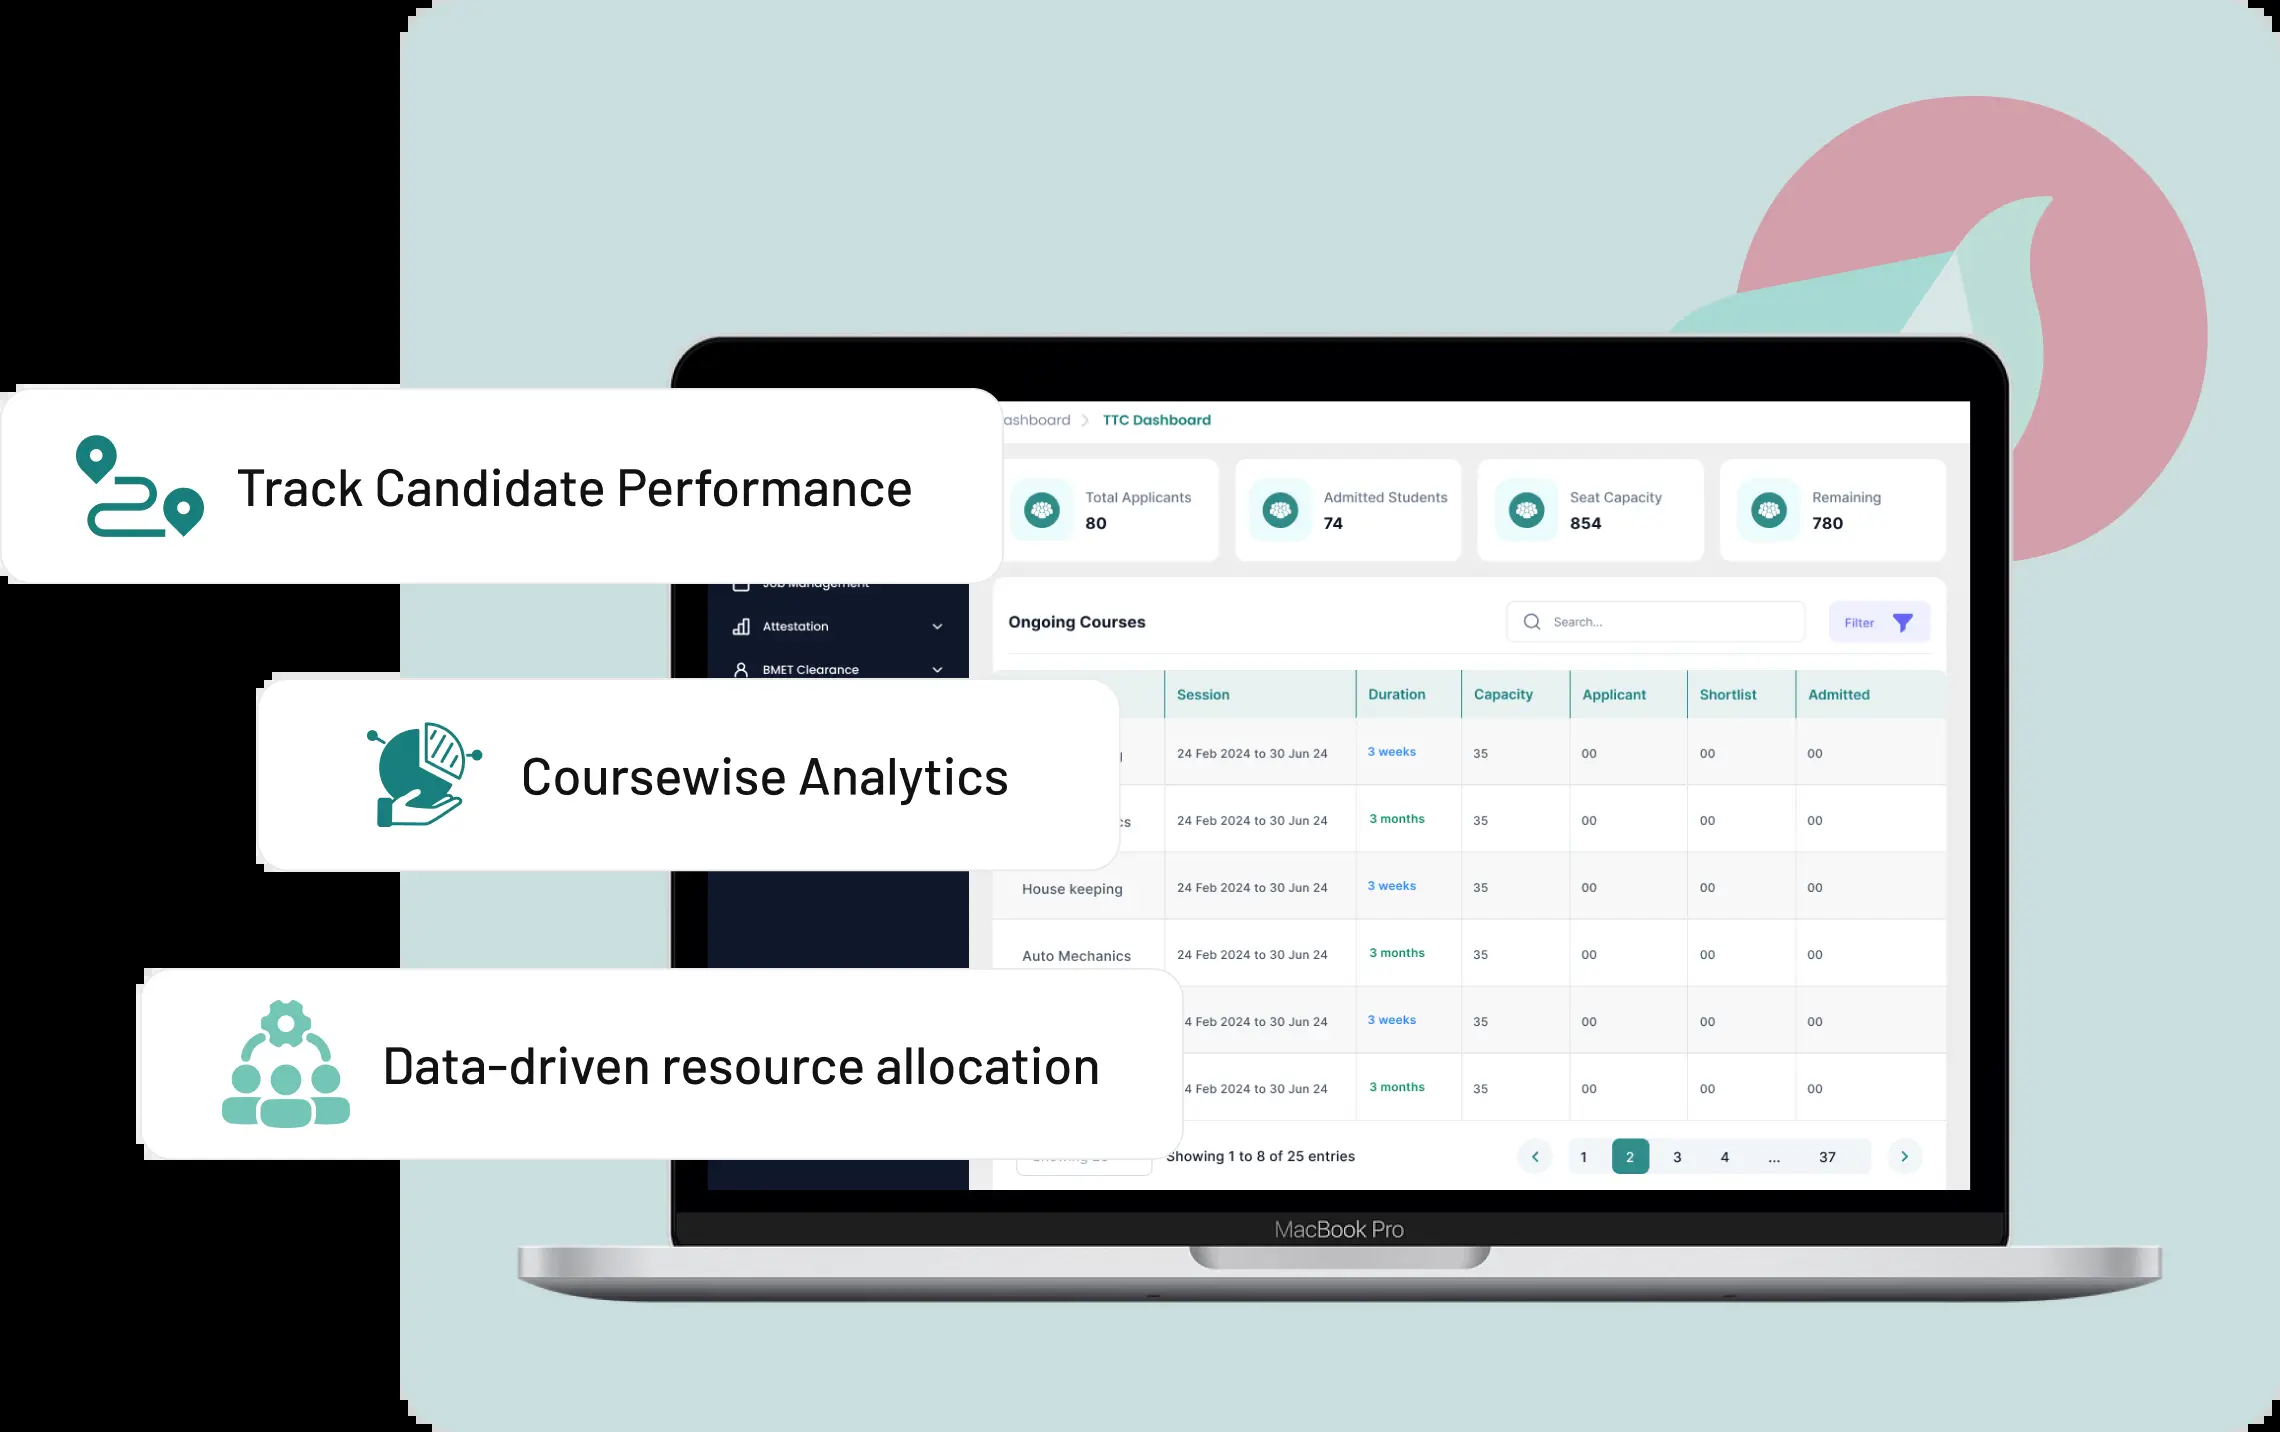 TTC Dashboard
Track Candidate Performance
Total Applicants
80
Admitted Students
74
Seat Capacity
854
Remaining
780
Job Management
Attestation
BMET Clearance
Ongoing Courses
Search...
Filter
Session Duration Capacity Applicant Shortlist Admitted
24 Feb 2024 to 30 Jun 24 3 weeks 35 00 00 00
Coursewise Analytics
24 Feb 2024 to 30 Jun 24 3 months 35 00 00 00
House keeping 24 Feb 2024 to 30 Jun 24 3 weeks 35 00 00 00
Auto Mechanics 24 Feb 2024 to 30 Jun 24 3 months 35 00 00 00
4 Feb 2024 to 30 Jun 24 3 weeks 35 00 00 00
Data-driven resource allocation
4 Feb 2024 to 30 Jun 24 3 months 35 00 00 00
Showing 1 to 8 of 25 entries
1 2 3 4 ... 37
MacBook Pro